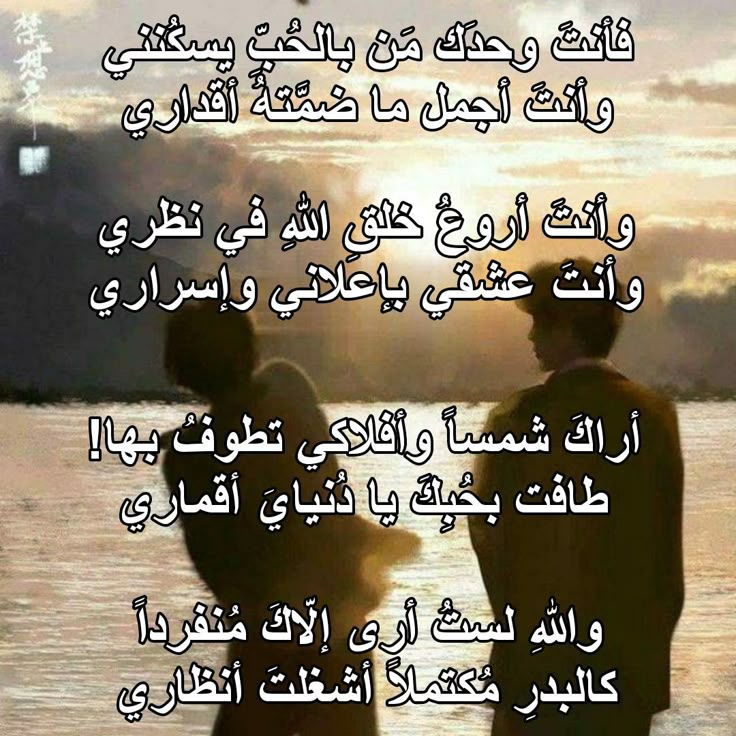 فأنتَ وحدَك مَن بالحُبِّ يسكُنني
وأنتَ أجمل ما ضمَّتهُ أقداري
وأنتَ أروعُ خلقِ اللهِ في نظري
وأنتَ عشقي بإعلاني وإسراري
أراكَ شمساً وأفلاكي تطوفُ بها!
طافت بحُبِكَ يا دُنيايَ أقماري
واللهِ لستُ أرى إلّاكَ مُنفرداً
كالبدرِ مُكتملاً أشغلتَ أنظاري